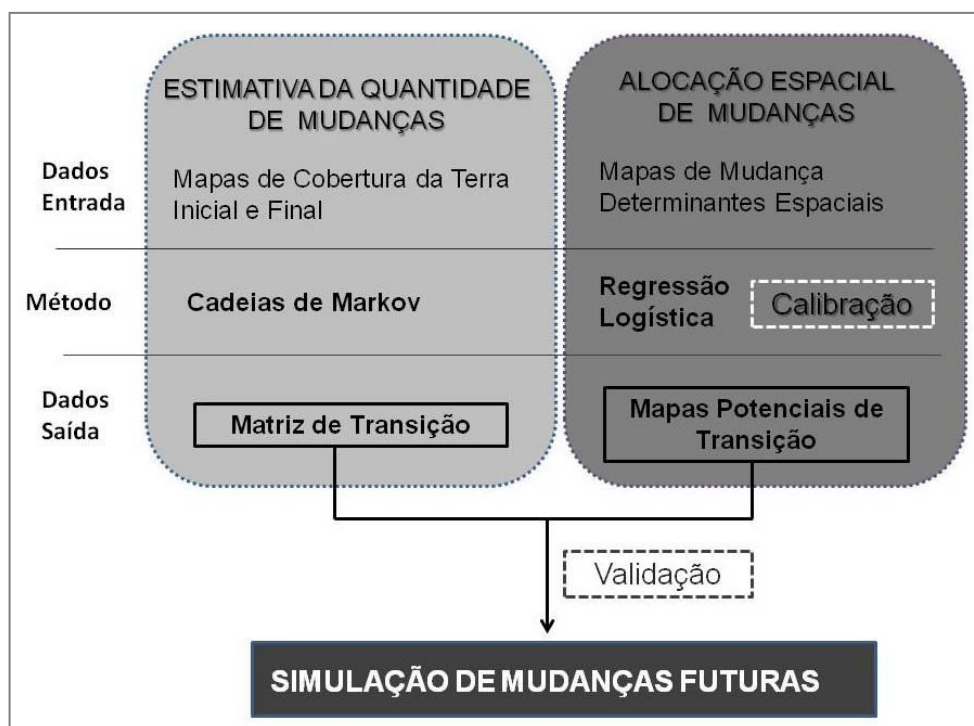 ESTIMATIVA DA QUANTIDADE
DE MUDANÇAS
ALOCAÇÃO ESPACIAL
DE MUDANÇAS
Dados
Entrada
Mapas de Cobertura da Terra
Inicial e Final
Mapas de Mudança
Determinantes Espaciais
Método
Cadeias de Markov
Regressão
Logística
Calibração
Dados
Saída
Matriz de Transição
Mapas Potenciais de
Transição
Validação
SIMULAÇÃO DE MUDANÇAS FUTURAS